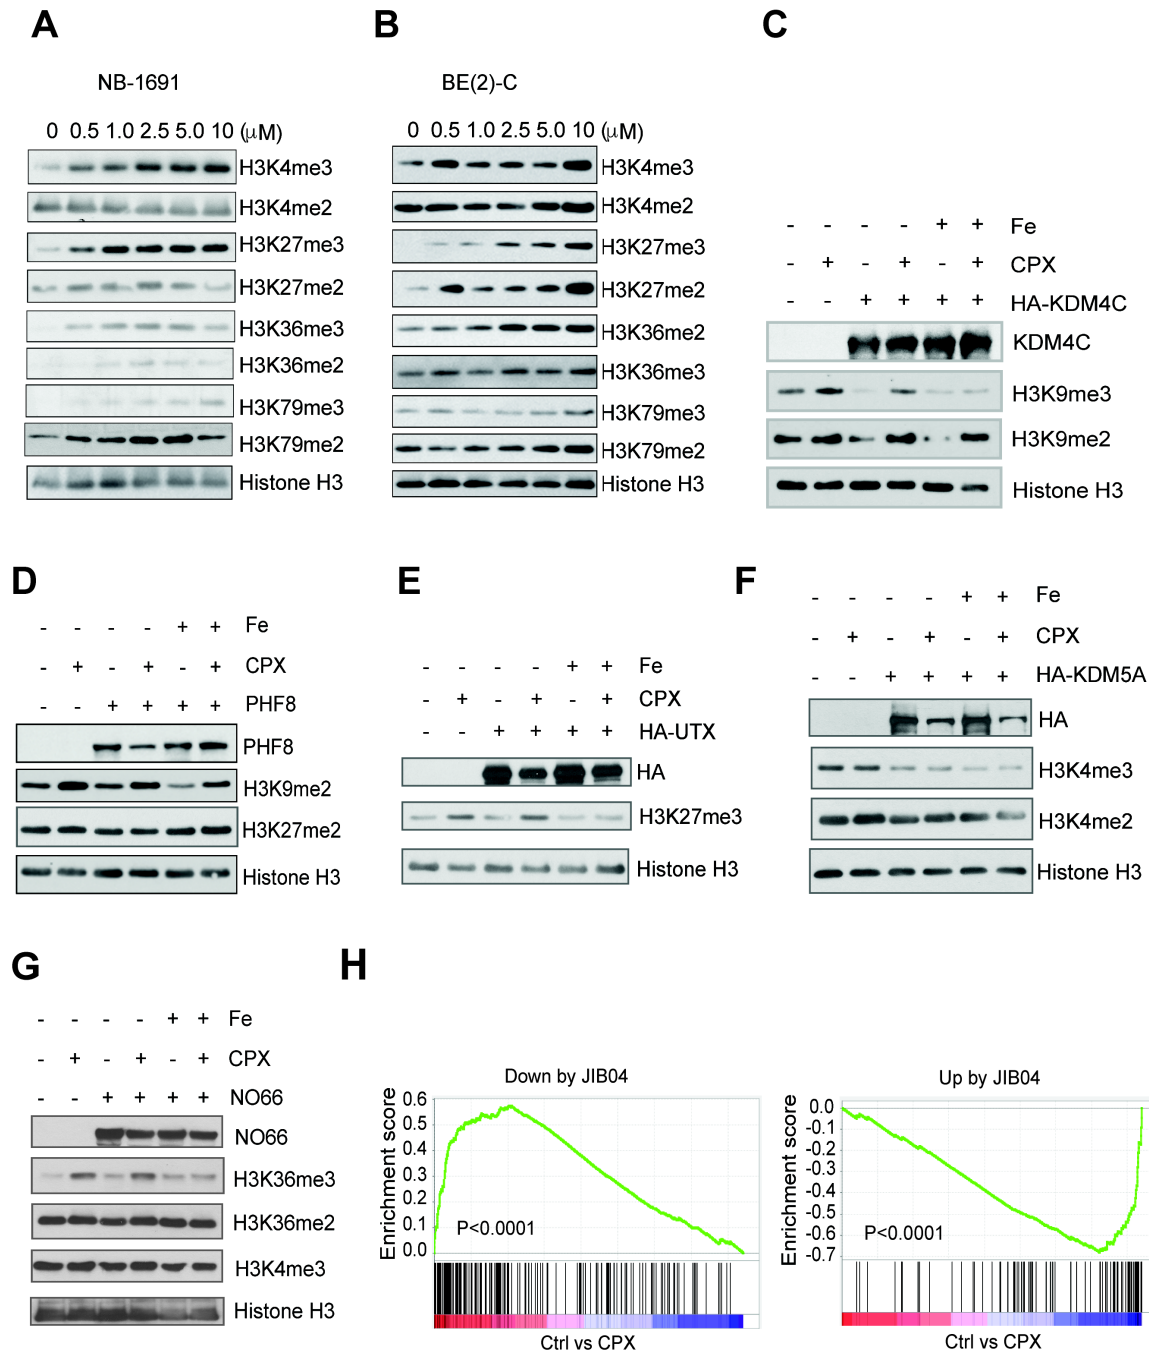 A
NB-1691
0 0.5 1.0 2.5 5.0 10 (μM)
H3K4me3
H3K4me2
H3K27me3
H3K27me2
H3K36me3
H3K36me2
H3K79me3
H3K79me2
Histone H3
B
BE(2)-C
0 0.5 1.0 2.5 5.0 10 (μM)
H3K4me3
H3K4me2
H3K27me3
H3K27me2
H3K36me2
H3K36me3
H3K79me3
H3K79me2
Histone H3
C
- - - - + + Fe
- + - + - + CPX
- - + + + + HA-KDM4C
KDM4C
H3K9me3
H3K9me2
Histone H3
D
- - - - + + Fe
- + - + - + CPX
- - + + + + PHF8
PHF8
H3K9me2
H3K27me2
Histone H3
E
- - - - + + Fe
- + - + - + CPX
- - + + + + HA-UTX
HA
H3K27me3
Histone H3
F
- - - - + + Fe
- + - + - + CPX
- - + + + + HA-KDM5A
HA
H3K4me3
H3K4me2
Histone H3
G
- - - - + + Fe
- + - + - + CPX
- - + + + + NO66
NO66
H3K36me3
H3K36me2
H3K4me3
Histone H3
H
Down by JIB04
Enrichment score
0.6
0.5
0.4
0.3
0.2
0.1
0.0
P<0.0001
Ctrl vs CPX
Up by JIB04
Enrichment score
0.0
-0.1
-0.2
-0.3
-0.4
-0.5
-0.6
-0.7
P<0.0001
Ctrl vs CPX